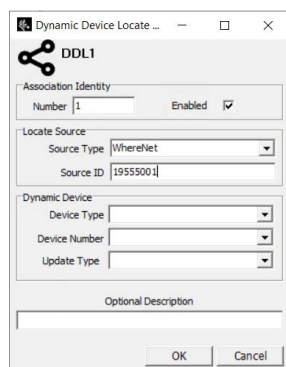 Dynamic Device Locate ...
DDL1
Association Identity
Number 1 Enabled
Locate Source
Source Type WhereNet
Source ID 19555001
Dynamic Device
Device Type
Device Number
Update Type
Optional Description
OK Cancel